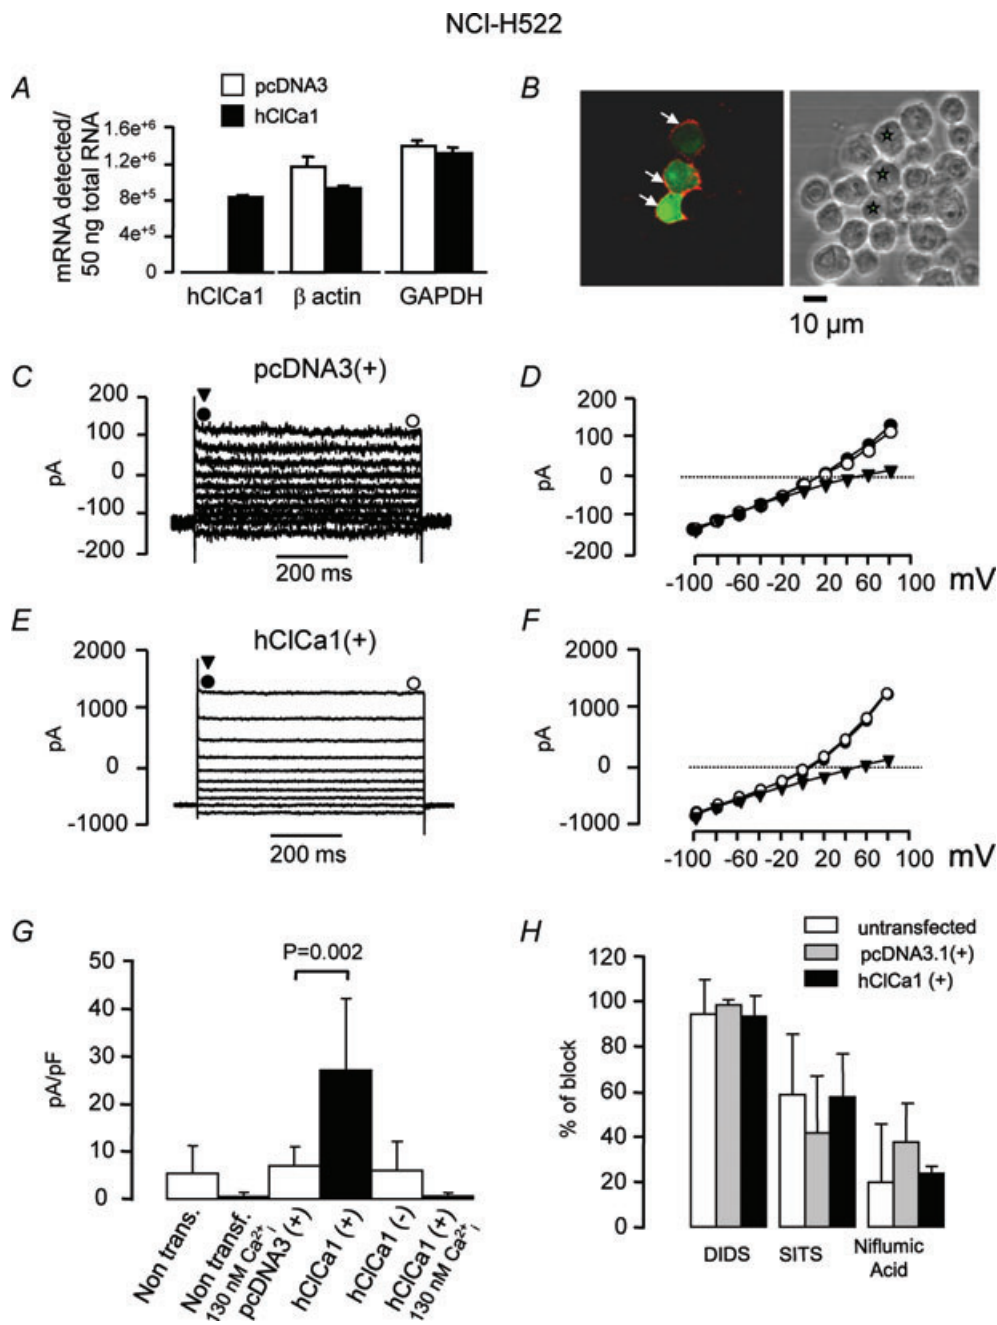 NCI-H522
A
pcDNA3
hClCa1
mRNA detected/
50 ng total RNA
1.6e+6
1.2e+6
8e+5
4e+5
0
hClCa1
β actin
GAPDH
B
10 µm
C
pcDNA3(+)
200
100
0
-100
-200
pA
200 ms
D
200
100
0
-100
200
pA
-100 -60 -20 20 60 100 mV
E
hClCa1(+)
2000
1000
0
-1000
pA
200 ms
F
2000
1000
0
-1000
pA
-100 -60 -20 20 60 100 mV
G
P=0.002
50
40
30
20
10
0
pA/pF
Non trans.
Non transf.
130 nM Ca2+i
pcDNA3 (+)
hClCa1 (+)
hClCa1 (-)
hClCa1 (+)
130 nM Ca2+i
H
untransfected
pcDNA3.1(+)
hClCa1 (+)
120
100
80
60
40
20
0
% of block
DIDS
SITS
Niflumic
Acid